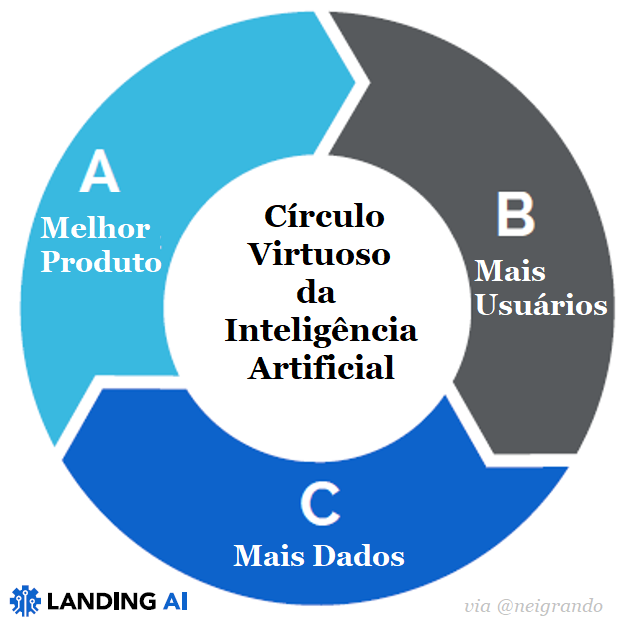 Círculo
Virtuoso
da
Inteligência
Artificial
A
Melhor
Produto
B
Mais
Usuários
C
Mais Dados
LANDING AI
via @neigrando